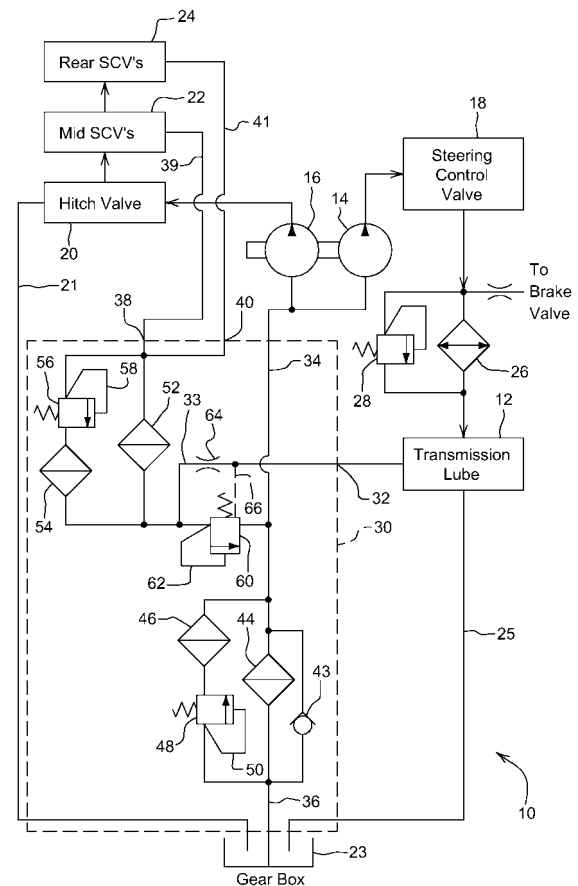 24
Rear SCV's
22
Mid SCV's
41
39
18
Steering
Control
Valve
Hitch Valve
16
14
20
21
To
Brake
Valve
38
40
56
58
34
28
26
52
12
33
64
Transmission
Lube
54
66
32
30
62
60
46
44
25
43
48
50
36
10
23
Gear Box